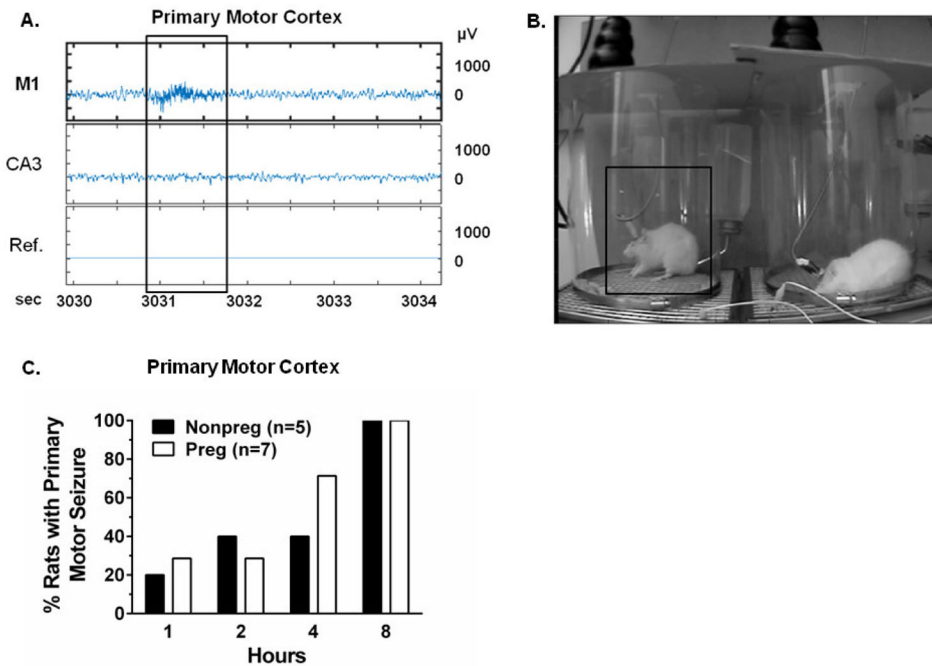 A.
Primary Motor Cortex
µV
M1
1000
0
CA3
1000
0
Ref.
1000
0
sec 3030 3031 3032 3033 3034
B.
C.
Primary Motor Cortex
% Rats with Primary
Motor Seizure
100
80
60
40
20
0
Nonpreg (n=5)
Preg (n=7)
1 2 4 8
Hours